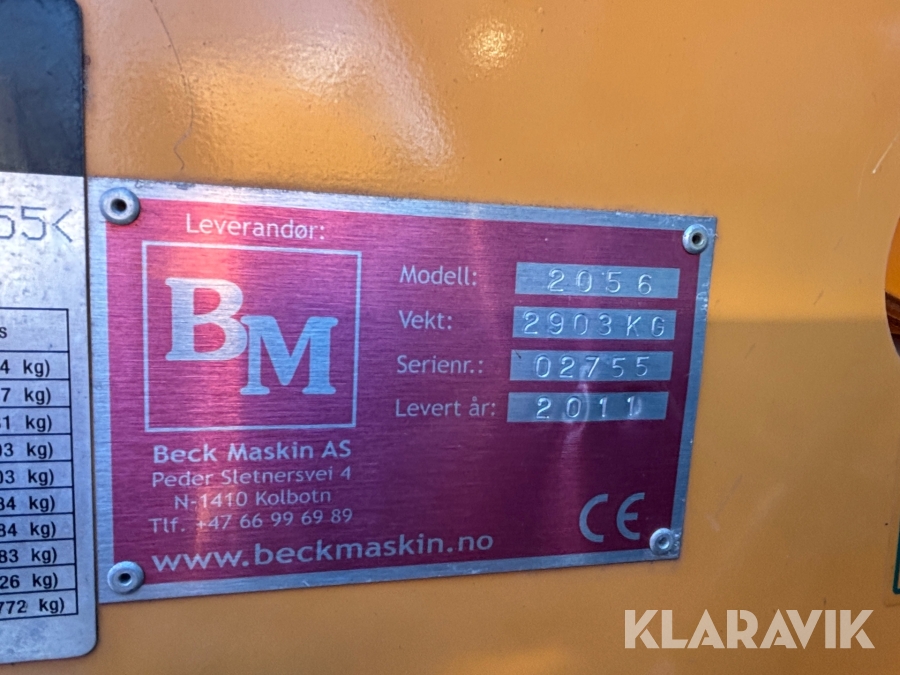 KLARAVIK
55<
s
4 kg)
7 kg)
81 kg)
03 kg)
03 kg)
84 kg)
84 kg)
83 kg)
26 kg)
772 kg)
Leverandør:
BM
Beck Maskin AS
Peder Sletnersvei 4
N-1410 Kolbotn
Tlf. +47 66 99 69 89
www.beckmaskin.no
Modell: 2056
Vekt: 2903KG
Serienr.: 02755
Levert år: 2011
CE
KLARAVIK